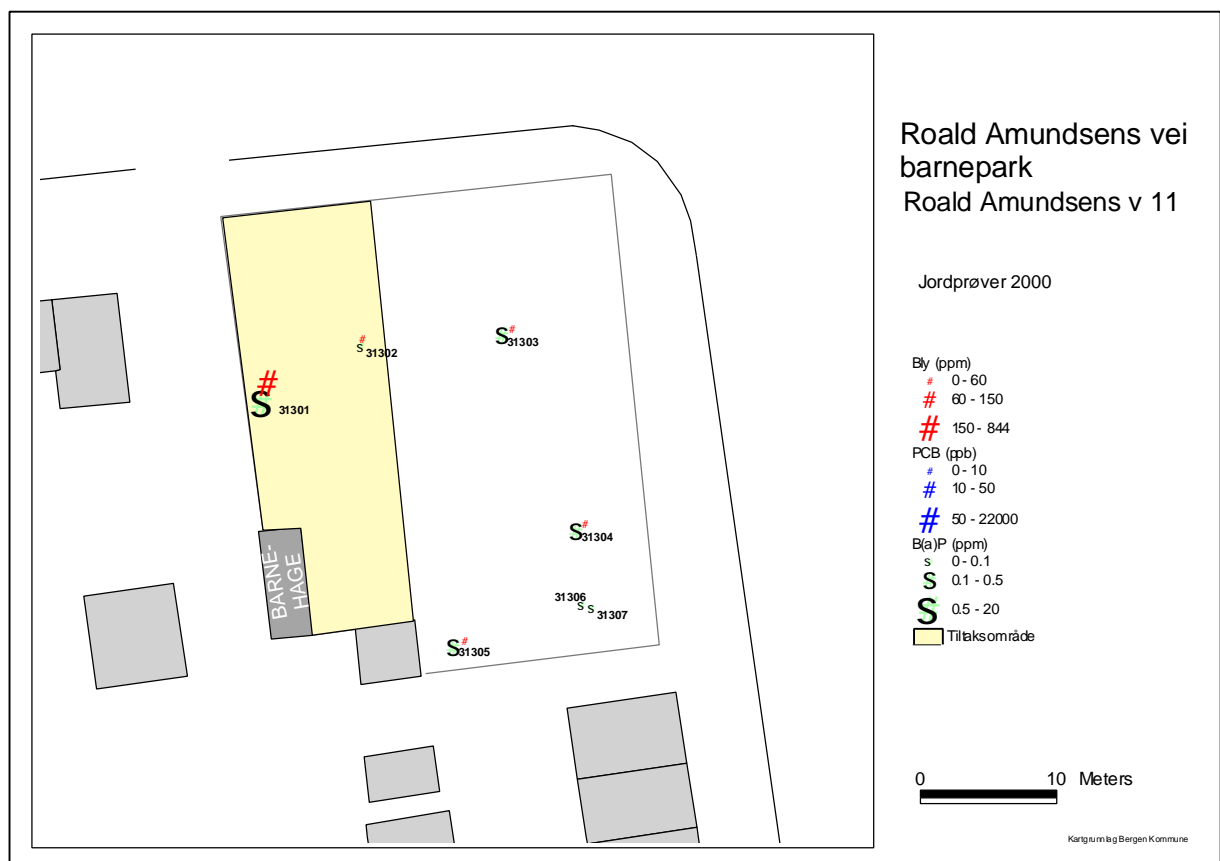 Roald Amundsens vei
barnepark
Roald Amundsens v 11
Jordprøver 2000
Bly (ppm)
# 0 - 60
# 60 - 150
# 150 - 844
PCB (ppb)
# 0 - 10
# 10 - 50
# 50 - 22000
B(a)P (ppm)
s 0 - 0.1
S 0.1 - 0.5
S 0.5 - 20
Tiltaksområde
0 10 Meters
Kartgrunnlag Bergen Kommune
#
S 31303
#
s 31302
#
S 31301
#
S 31304
BARNE-
HAGE
31306
s s 31307
#
S 31305